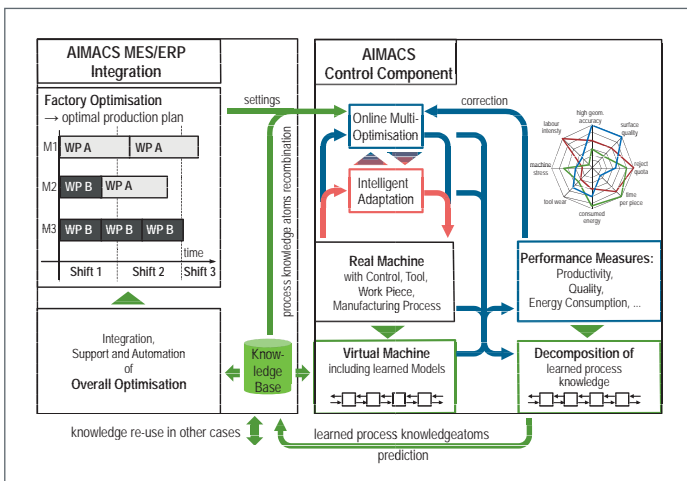 AIMACS MES/ERP
Integration
Factory Optimisation
→ optimal production plan
M1
WP A
WP A
M2
WP B
WP A
M3
WP B
WP B
WP B
time
Shift 1
Shift 2
Shift 3
Integration,
Support and Automation
of
Overall Optimisation
settings
process knowledge atoms recombination
Know-
ledge
Base
knowledge re-use in other cases
AIMACS
Control Component
Online Multi-
Optimisation
Intelligent
Adaptation
correction
high geom.
accuracy
surface
quality
reject
quota
time
per piece
consumed
energy
tool wear
machine
stress
labour
intensty
Real Machine
with Control, Tool,
Work Piece,
Manufacturing Process
Performance Measures:
Productivity,
Quality,
Energy Consumption, ...
Virtual Machine
including learned Models
Decomposition of
learned process
knowledge
learned process knowledgeatoms
prediction